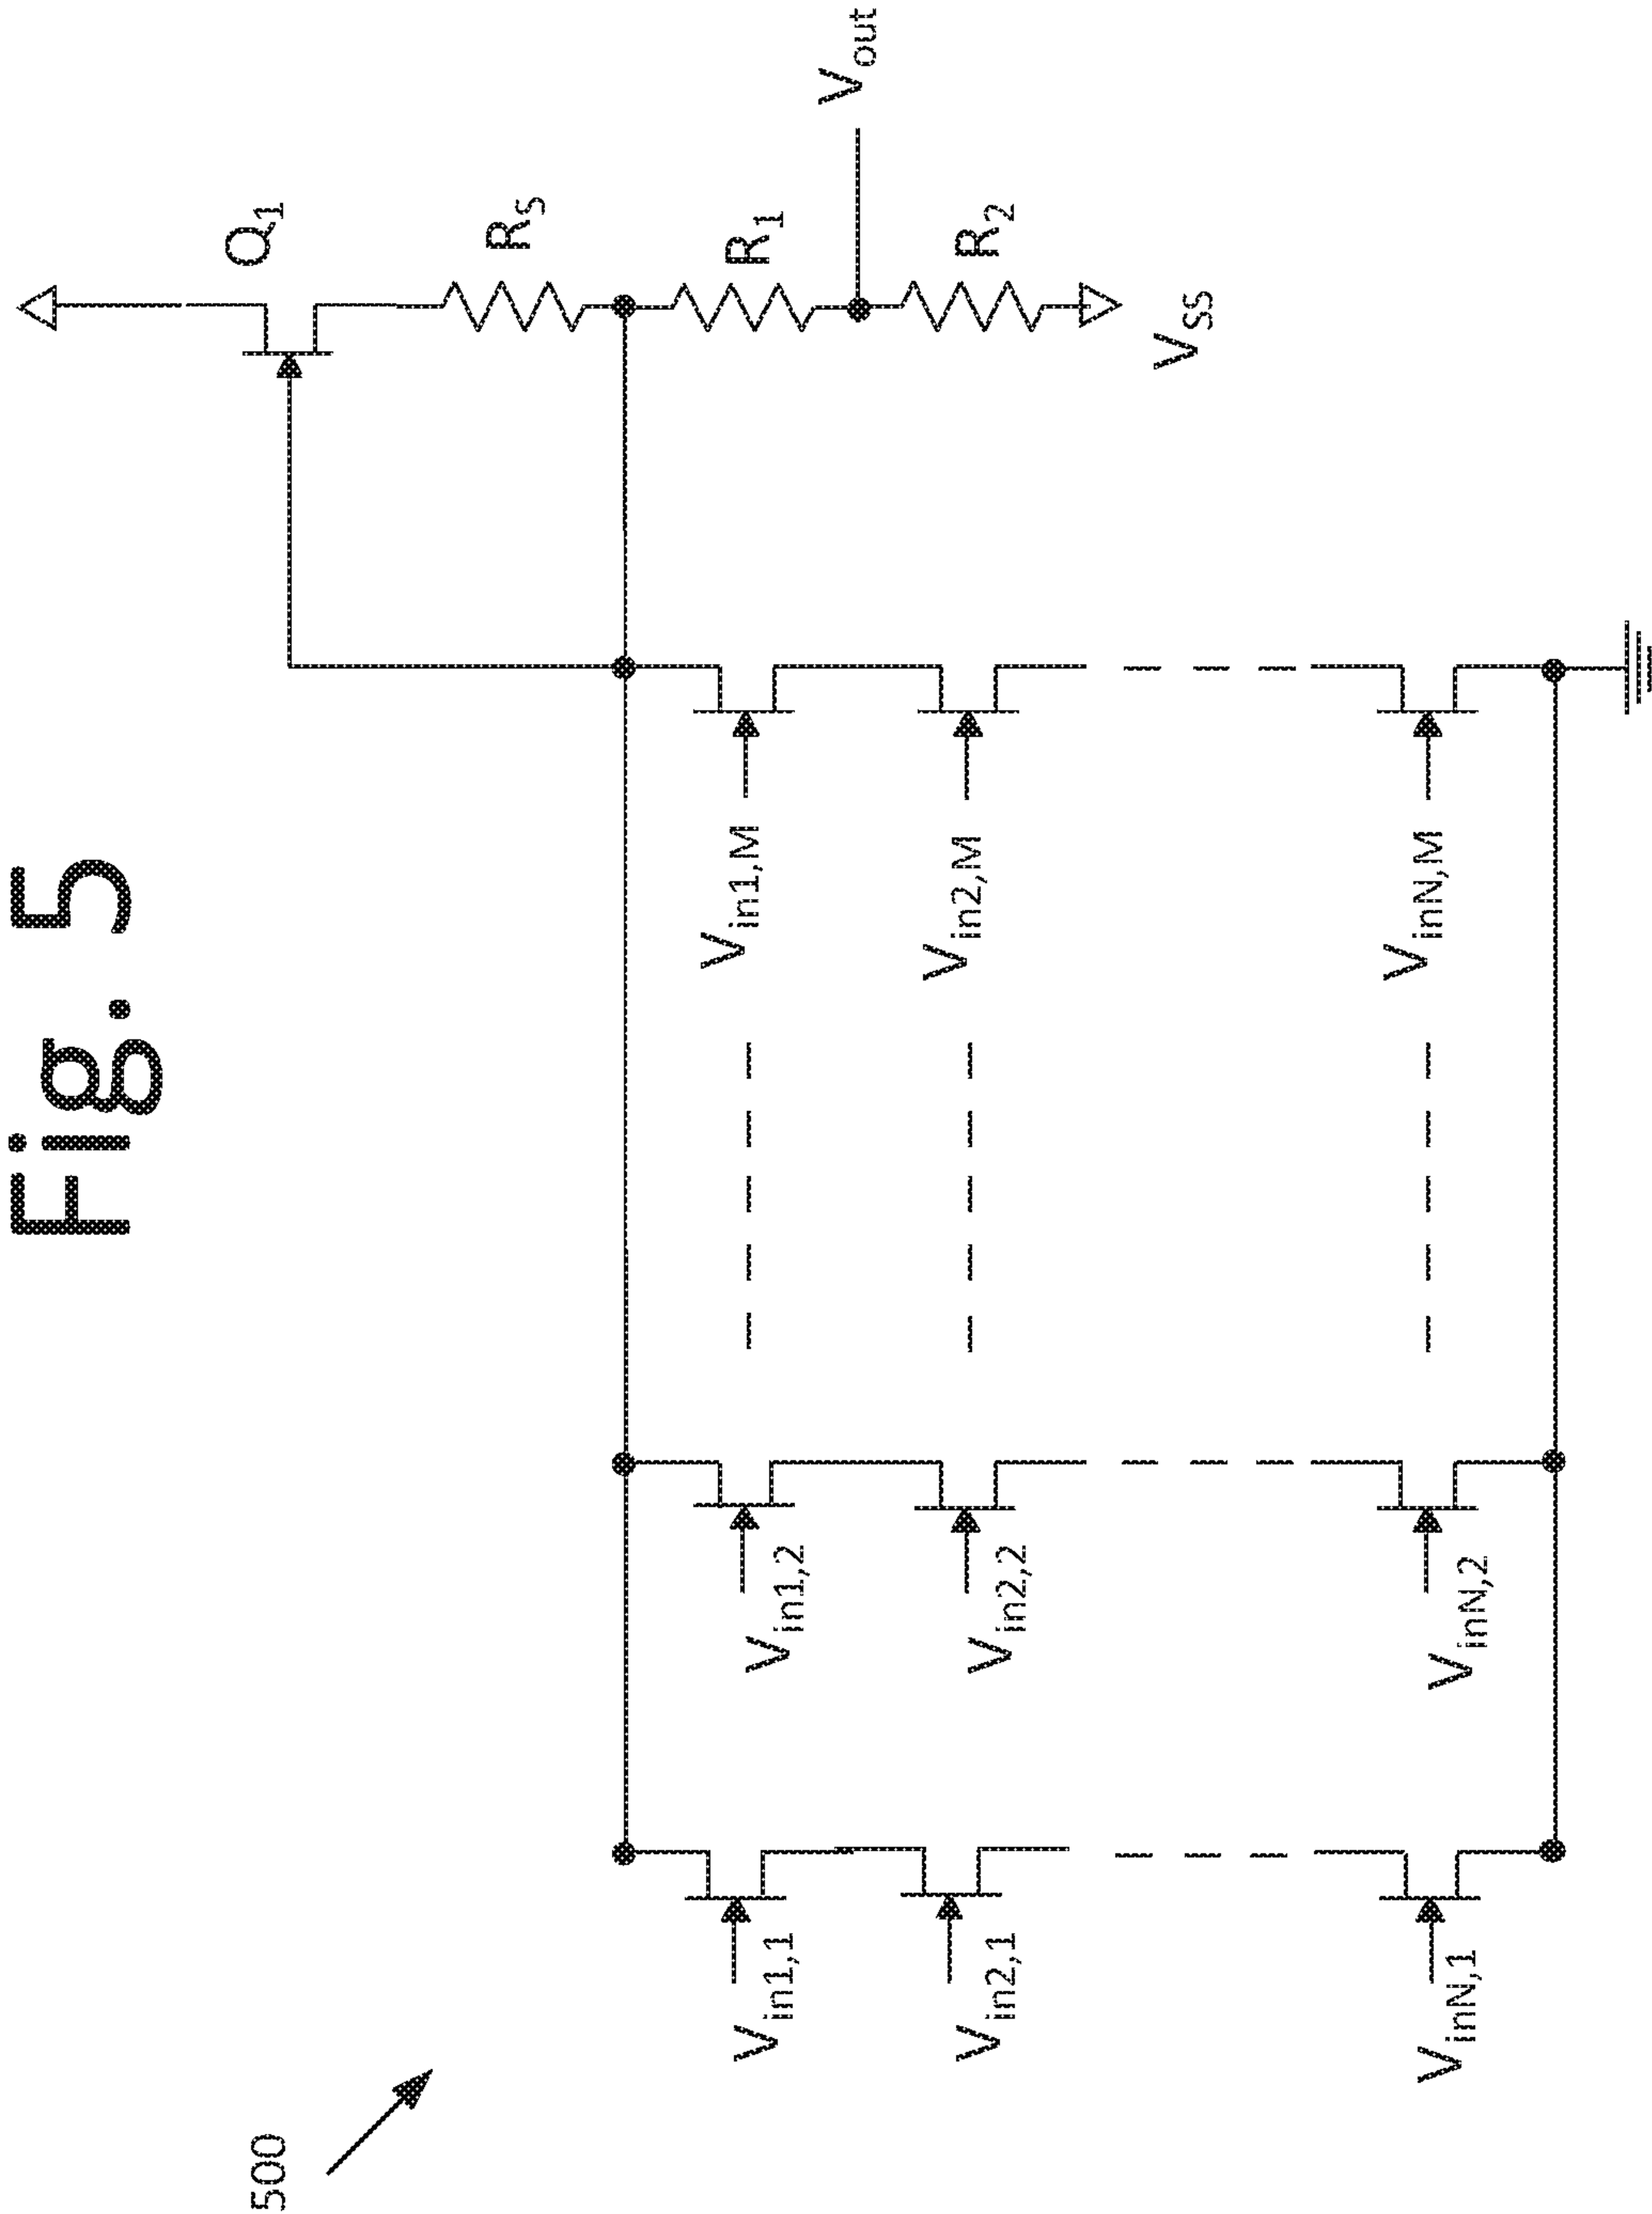 Fig. 5
500
Q1
RS
R1
Vout
R2
VSS
Vin1,1
Vin1,2
Vin1,M
Vin2,1
Vin2,2
Vin2,M
VinN,1
VinN,2
VinN,M